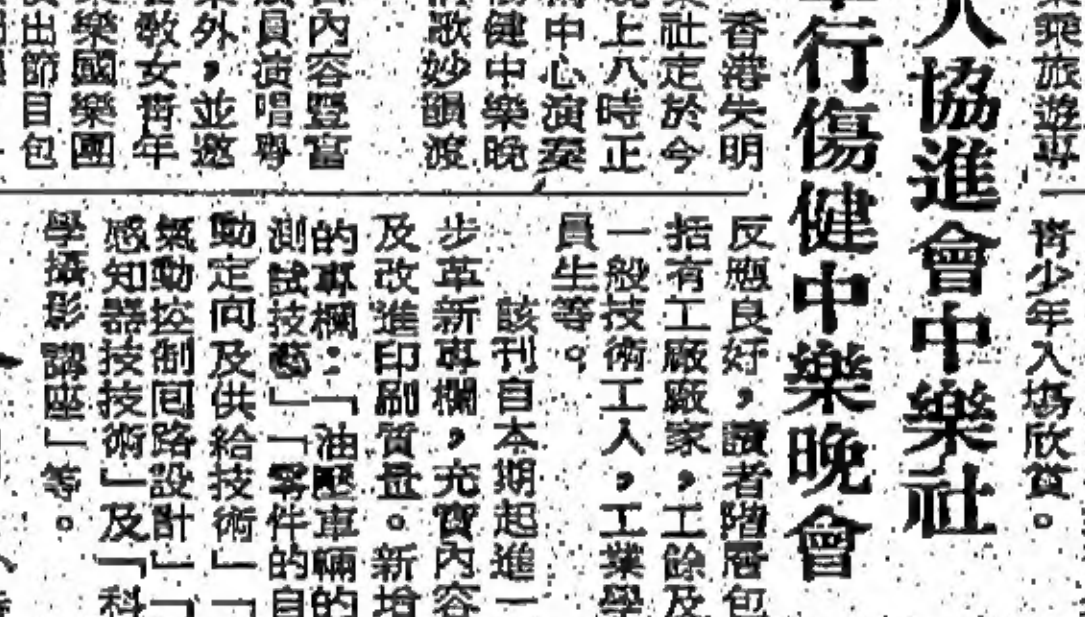 乘旅遊專
青少年入塲欣賞。
人協進會中樂社
行傷健中樂晚會
香港失明
社定於今
上八時正
中心演奏
健中樂晚
歌妙韻渡
內容豐富
員演唱粵
外，並邀
敎女青年
樂國樂團
出節目包
反應良好，讀者階層包
括有工廠廠家，工餘及
一般技術工人，工業學
員生等。
該刊自本期起進一
步革新專欄，充實內容
及改進印刷質量。新增
的專欄：「油壓車輛的
測試技藝」「零件的自
動定向及供給技術」「
氣動控制回路設計」「
感知器技技術」及「科
學攝影講座」等。